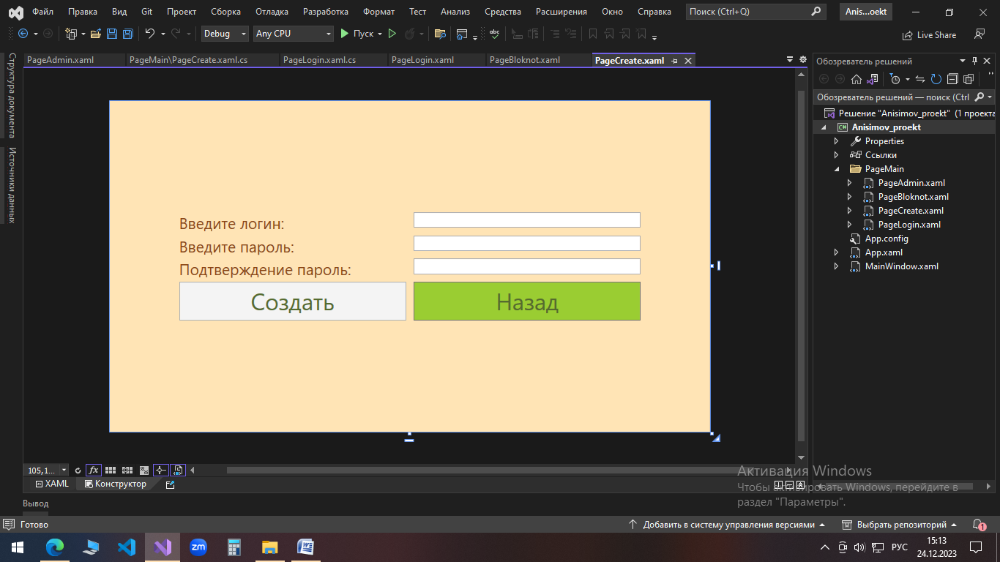 Файл Правка Вид Git Проект Сборка Отладка Разработка Формат Тест Анализ Средства Расширения Окно Справка Поиск (Ctrl+Q) Anis...oekt
Debug Any CPU Пуск Live Share
PageAdmin.xaml PageMain\PageCreate.xaml.cs PageLogin.xaml.cs PageLogin.xaml PageBloknot.xaml PageCreate.xaml
Структура документа
Источники данных
Введите логин:
Введите пароль:
Подтверждение пароль:
Создать Назад
Обозреватель решений
Обозреватель решений — поиск (Ctrl
Решение "Anisimov_proekt" (1 проекта
Anisimov_proekt
Properties
Ссылки
PageMain
PageAdmin.xaml
PageBloknot.xaml
PageCreate.xaml
PageLogin.xaml
App.config
App.xaml
MainWindow.xaml
105,1...
XAML Конструктор
Активация Windows
Чтобы активировать Windows, перейдите в
раздел "Параметры".
Вывод
Готово Добавить в систему управления версиями Выбрать репозиторий 1
zm РУС 15:13
24.12.2023